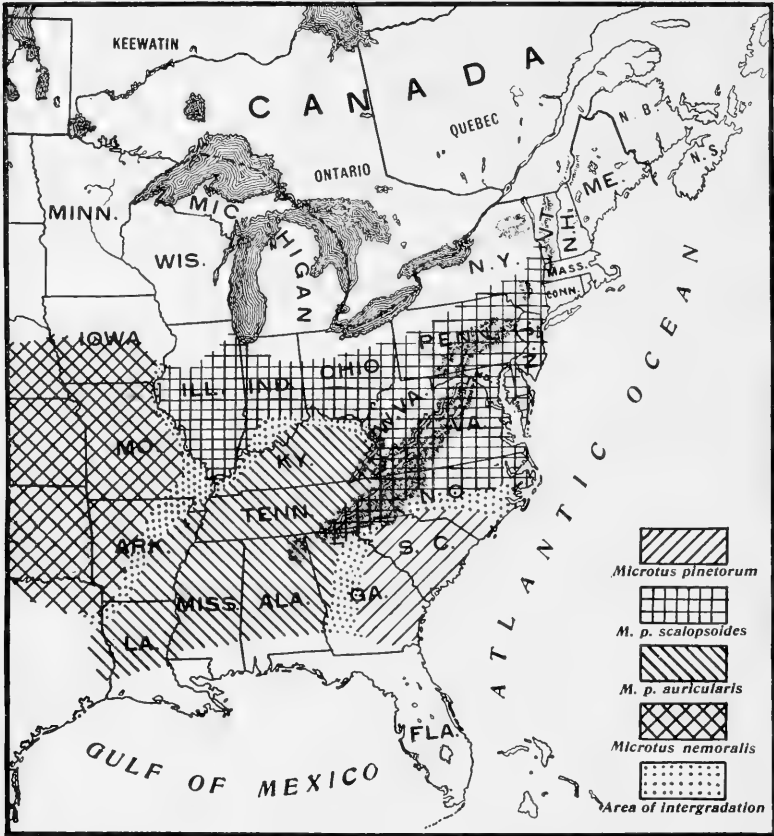 KEEWATIN
CANADA
QUEBEC
ONTARIO
N.B.
N.S.
ME.
MINN.
MICHIGAN
WIS.
VT.
N.H.
N.Y.
MASS.
CONN.
IOWA
PENN.
N.J.
ILL.
IND.
OHIO
MO.
W.VA.
VA.
KY.
N.C.
TENN.
ARK.
S.C.
MISS.
ALA.
GA.
LA.
FLA.
ATLANTIC OCEAN
GULF OF MEXICO
Microtus pinetorum
M. p. scalopsoides
M. p. auricularis
Microtus nemoralis
Area of intergradation